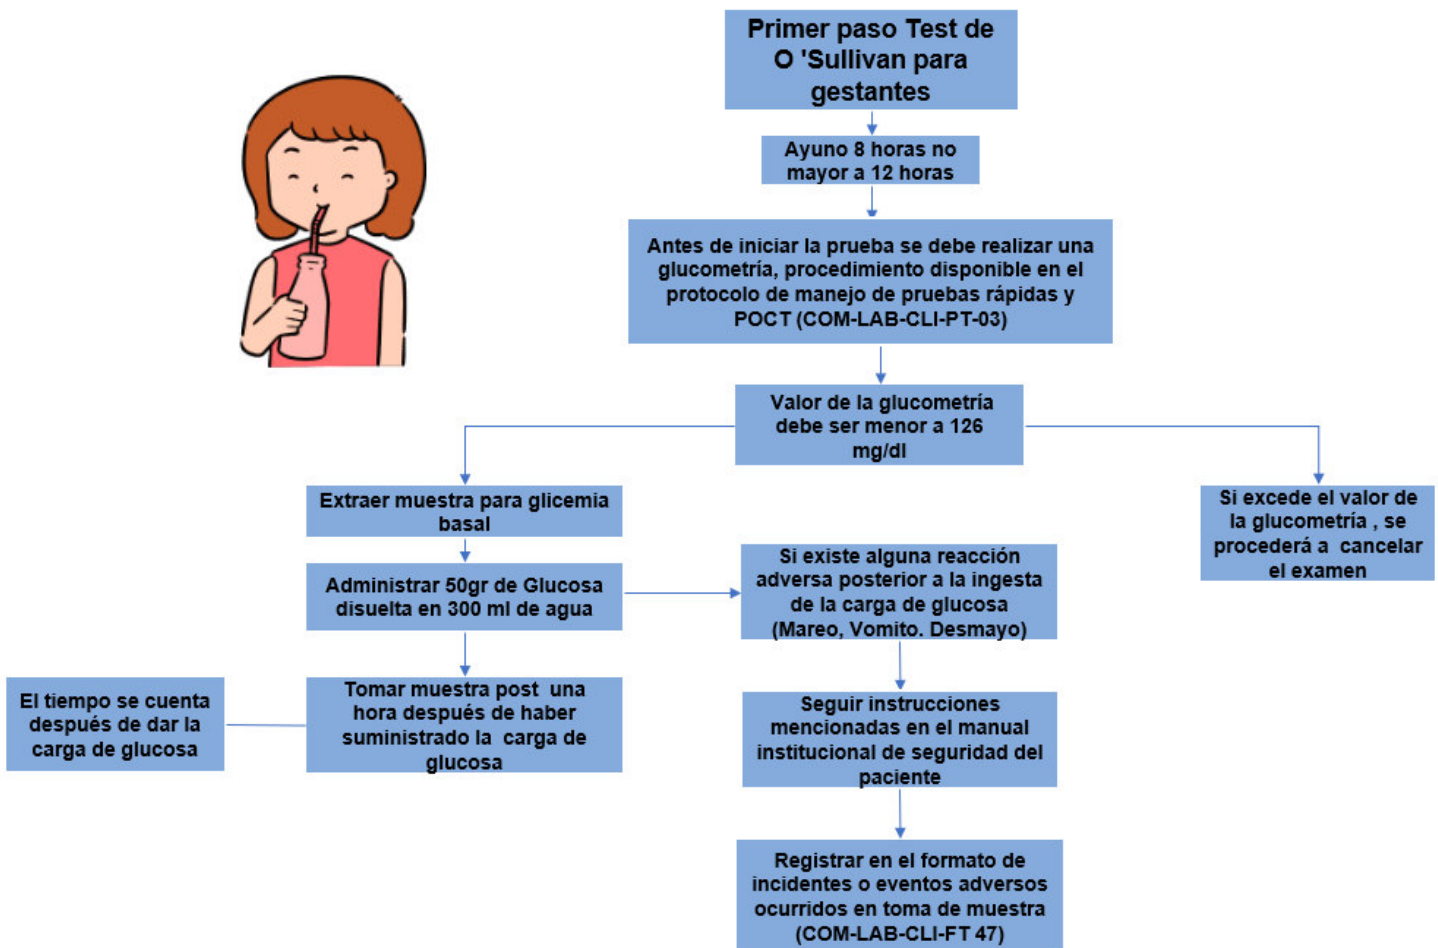 Primer paso Test de
O 'Sullivan para
gestantes
Ayuno 8 horas no
mayor a 12 horas
Antes de iniciar la prueba se debe realizar una
glucometría, procedimiento disponible en el
protocolo de manejo de pruebas rápidas y
POCT (COM-LAB-CLI-PT-03)
Valor de la glucometría
debe ser menor a 126
mg/dl
Extraer muestra para glicemia
basal
Si excede el valor de
la glucometría , se
procederá a cancelar
el examen
Administrar 50gr de Glucosa
disuelta en 300 ml de agua
Si existe alguna reacción
adversa posterior a la ingesta
de la carga de glucosa
(Mareo, Vomito. Desmayo)
El tiempo se cuenta
después de dar la
carga de glucosa
Tomar muestra post una
hora después de haber
suministrado la carga de
glucosa
Seguir instrucciones
mencionadas en el manual
institucional de seguridad del
paciente
Registrar en el formato de
incidentes o eventos adversos
ocurridos en toma de muestra
(COM-LAB-CLI-FT 47)